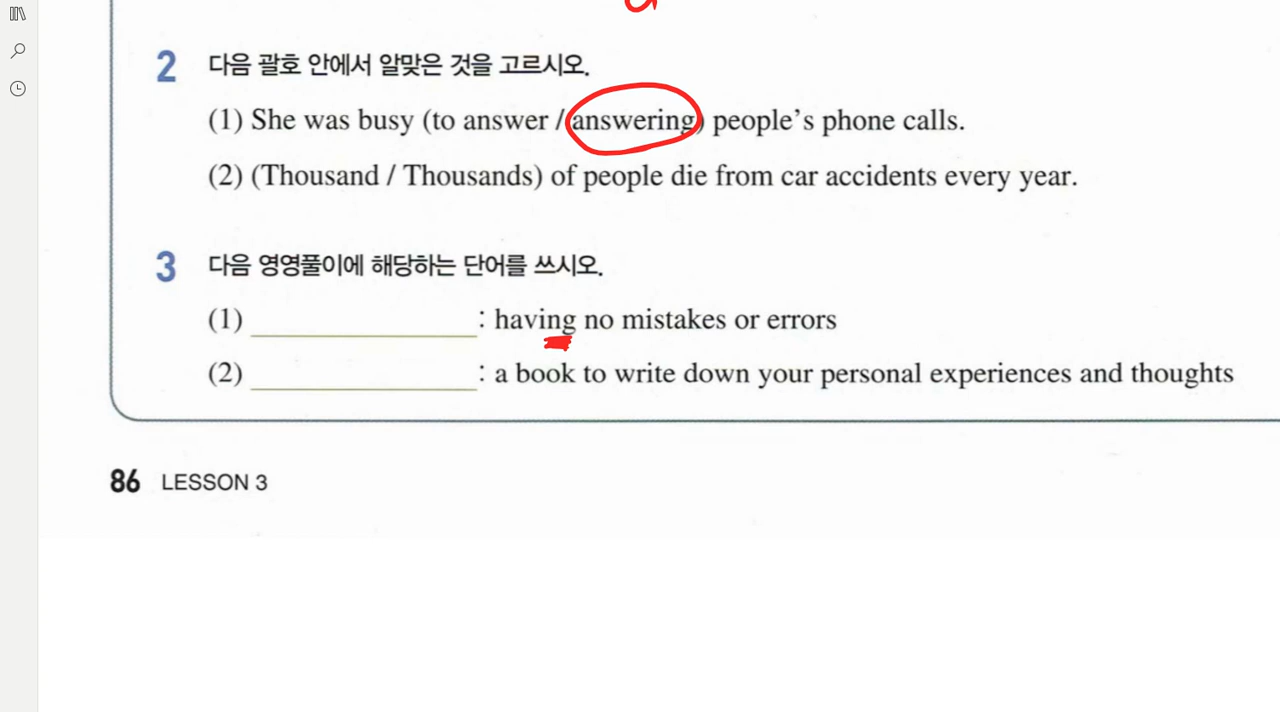 2 다음 괄호 안에서 알맞은 것을 고르시오.
(1) She was busy (to answer / answering) people's phone calls.
(2) (Thousand / Thousands) of people die from car accidents every year.
3 다음 영영풀이에 해당하는 단어를 쓰시오.
(1) : having no mistakes or errors
(2) : a book to write down your personal experiences and thoughts
86 LESSON 3